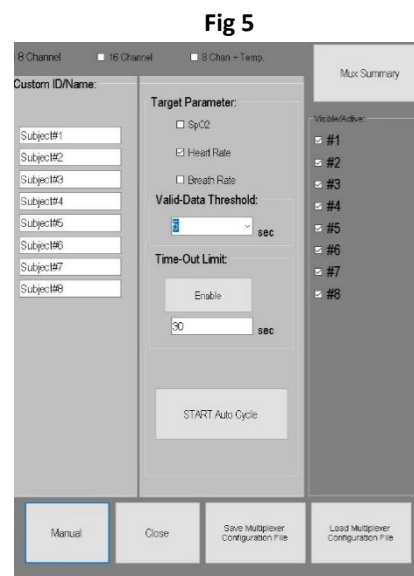 Fig 5
8 Channel 16 Channel 8 Chan + Temp.
Mux Summary
Custom ID/Name:
Subject#1
Subject#2
Subject#3
Subject#4
Subject#5
Subject#6
Subject#7
Subject#8
Target Parameter:
SpO2
Heart Rate
Breath Rate
Valid-Data Threshold:
5 sec
Time-Out Limit:
Enable
30 sec
START Auto Cycle
Visible/Active:
#1
#2
#3
#4
#5
#6
#7
#8
Manual
Close
Save Multiplexer
Configuration File
Load Multiplexer
Configuration File